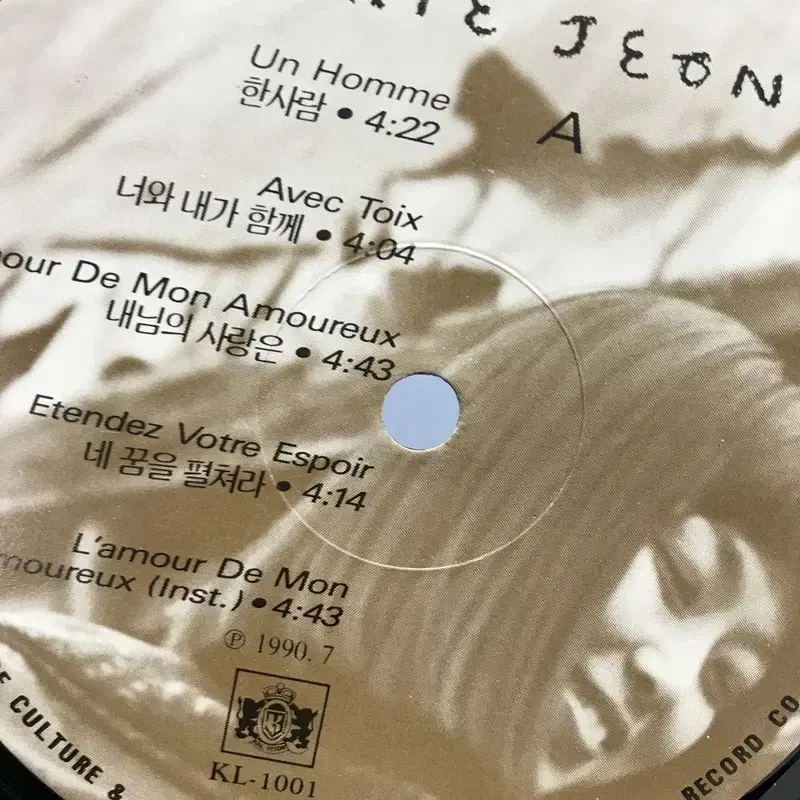 JEON
A
Un Homme
한사람 • 4:22
Avec Toix
너와 내가 함께 • 4:04
our De Mon Amoureux
내님의 사랑은 • 4:43
Etendez Votre Espoir
네 꿈을 펼쳐라 • 4:14
L'amour De Mon
moureux (Inst.) • 4:43
℗ 1990. 7
KL-1001
CULTURE &
RECORD CO